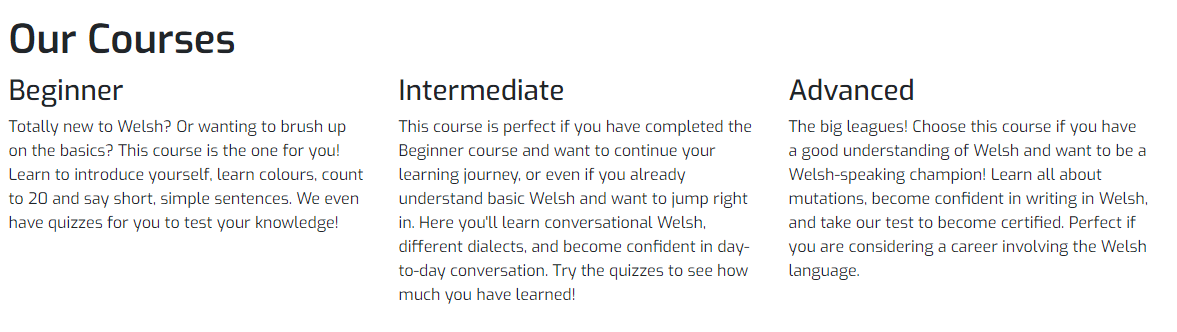 Our Courses
Beginner
Totally new to Welsh? Or wanting to brush up
on the basics? This course is the one for you!
Learn to introduce yourself, learn colours, count
to 20 and say short, simple sentences. We even
have quizzes for you to test your knowledge!
Intermediate
This course is perfect if you have completed the
Beginner course and want to continue your
learning journey, or even if you already
understand basic Welsh and want to jump right
in. Here you'll learn conversational Welsh,
different dialects, and become confident in day-
to-day conversation. Try the quizzes to see how
much you have learned!
Advanced
The big leagues! Choose this course if you have
a good understanding of Welsh and want to be a
Welsh-speaking champion! Learn all about
mutations, become confident in writing in Welsh,
and take our test to become certified. Perfect if
you are considering a career involving the Welsh
language.